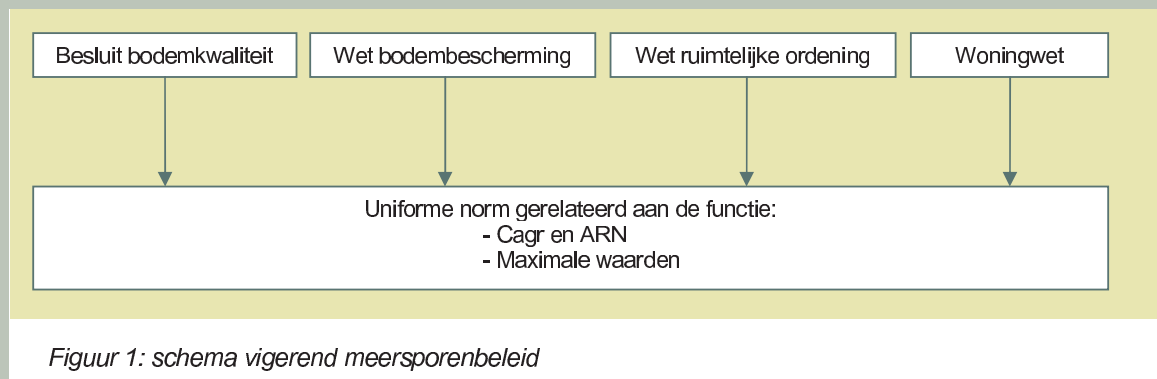 Besluit bodemkwaliteit
Wet bodembescherming
Wet ruimtelijke ordening
Woningwet
Uniforme norm gerelateerd aan de functie:
- Cagr en ARN
- Maximale waarden
Figuur 1: schema vigerend meersporenbeleid